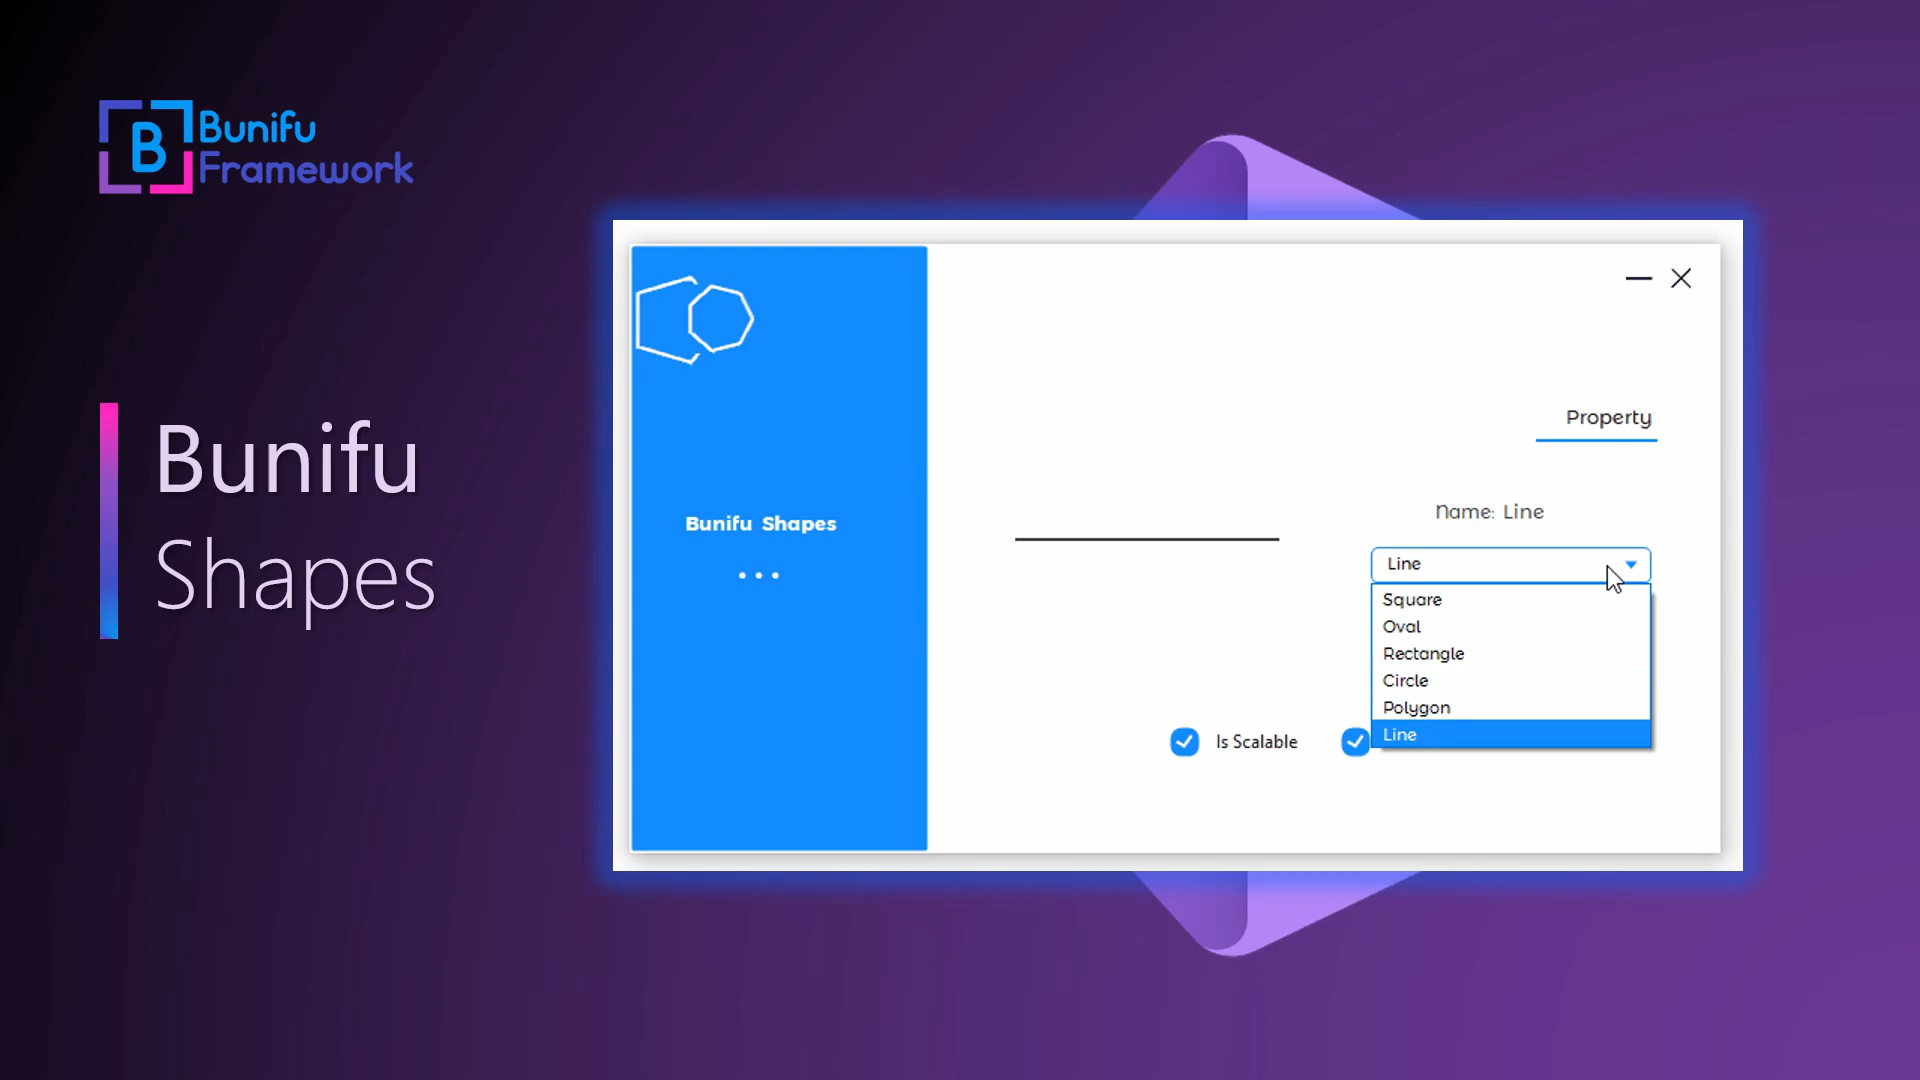 B
Bunifu
Framework
Bunifu
Shapes
Bunifu Shapes
Property
Name: Line
Line
Square
Oval
Rectangle
Circle
Polygon
Line
Is Scalable